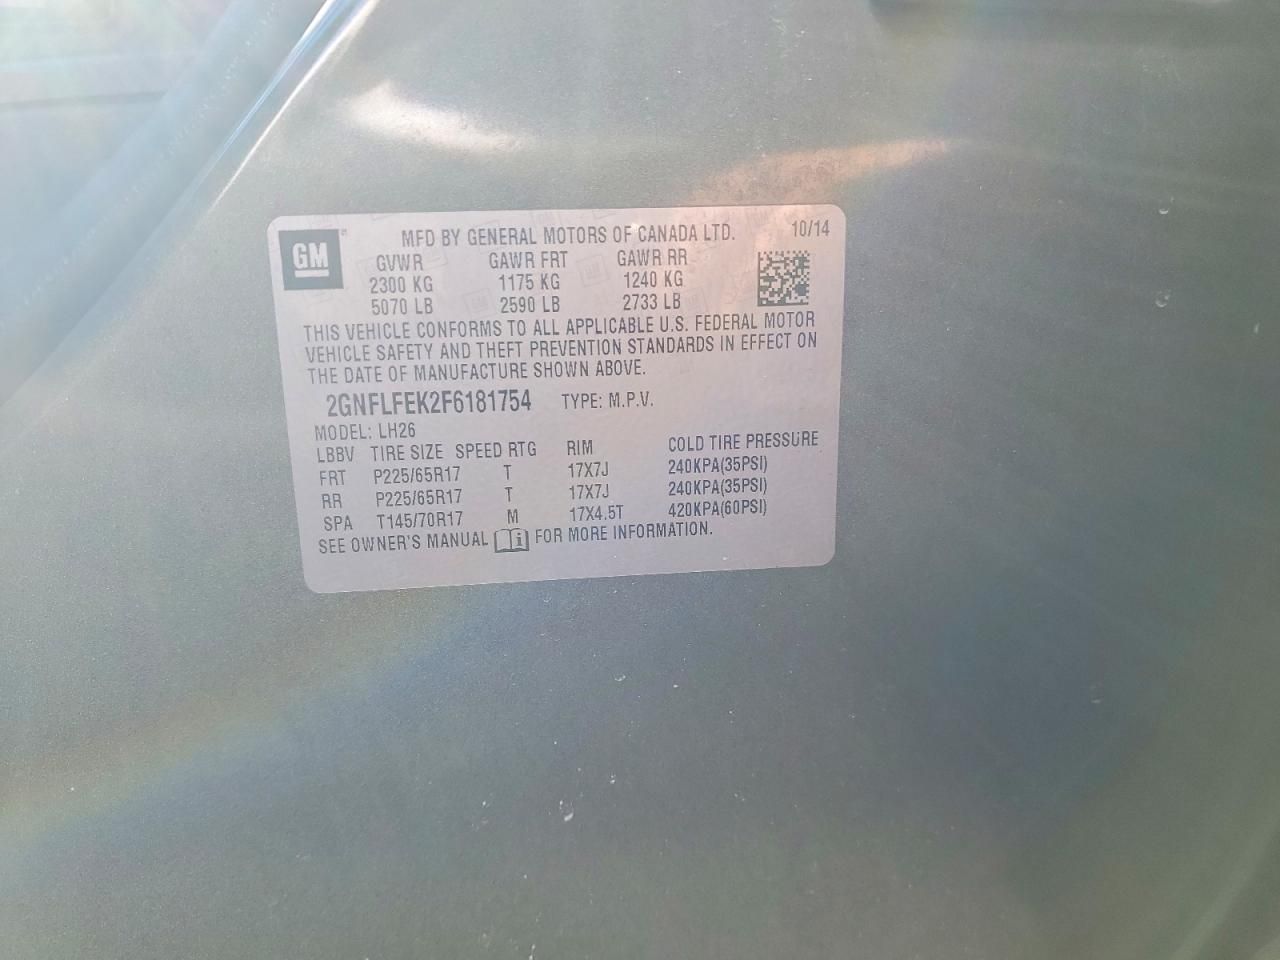 GM
MFD BY GENERAL MOTORS OF CANADA LTD. 10/14
GVWR GAWR FRT GAWR RR
2300 KG 1175 KG 1240 KG
5070 LB 2590 LB 2733 LB
THIS VEHICLE CONFORMS TO ALL APPLICABLE U.S. FEDERAL MOTOR
VEHICLE SAFETY AND THEFT PREVENTION STANDARDS IN EFFECT ON
THE DATE OF MANUFACTURE SHOWN ABOVE.
2GNFLFEK2F6181754 TYPE: M.P.V.
MODEL: LH26
LBBV TIRE SIZE SPEED RTG RIM COLD TIRE PRESSURE
FRT P225/65R17 T 17X7J 240KPA(35PSI)
RR P225/65R17 T 17X7J 240KPA(35PSI)
SPA T145/70R17 M 17X4.5T 420KPA(60PSI)
SEE OWNER'S MANUAL i FOR MORE INFORMATION.